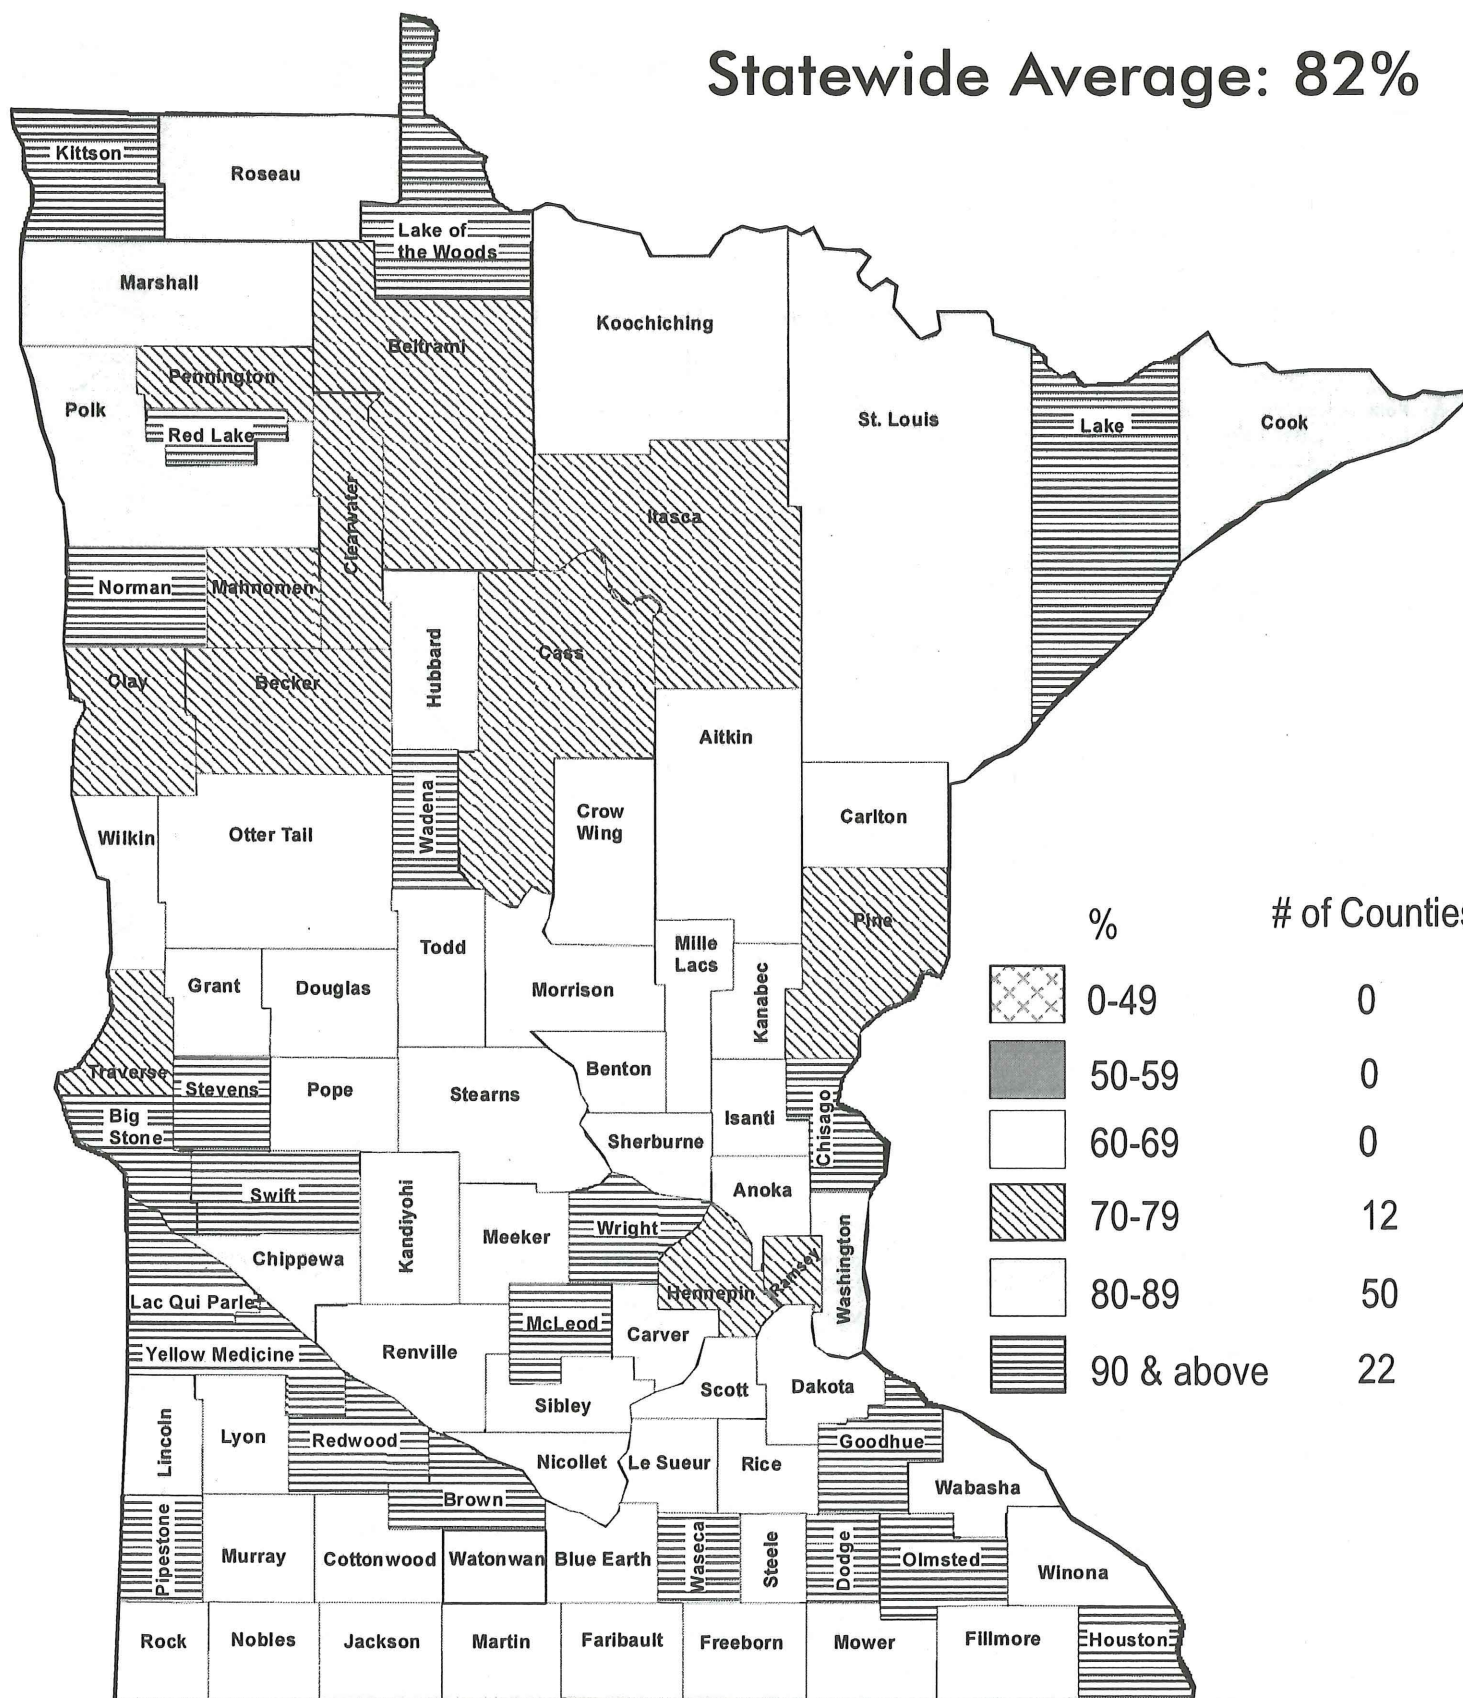 Statewide Average: 82%
Kittson
Roseau
Lake of
the Woods
Marshall
Koochiching
Beltrami
Pennington
Polk
Red Lake
St. Louis
Lake
Cook
Clearwater
Itasca
Norman
Mahnomen
Hubbard
Cass
Clay
Becker
Aitkin
Wadena
Crow
Wing
Carlton
Wilkin
Otter Tail
Pine
Todd
Mille
Lacs
Grant
Douglas
Morrison
Kanabec
Traverse
Stevens
Pope
Stearns
Benton
Big
Stone
Isanti
Chisago
Sherburne
Swift
Kandiyohi
Anoka
Wright
Meeker
Washington
Chippewa
Hennepin
Ramsey
Lac Qui Parle
McLeod
Carver
Yellow Medicine
Renville
Scott
Dakota
Sibley
Lincoln
Lyon
Redwood
Goodhue
Nicollet
Le Sueur
Rice
Wabasha
Brown
Pipestone
Murray
Cottonwood
Watonwan
Blue Earth
Waseca
Steele
Dodge
Olmsted
Winona
Rock
Nobles
Jackson
Martin
Faribault
Freeborn
Mower
Fillmore
Houston
% # of Counties
0-49 0
50-59 0
60-69 0
70-79 12
80-89 50
90 & above 22